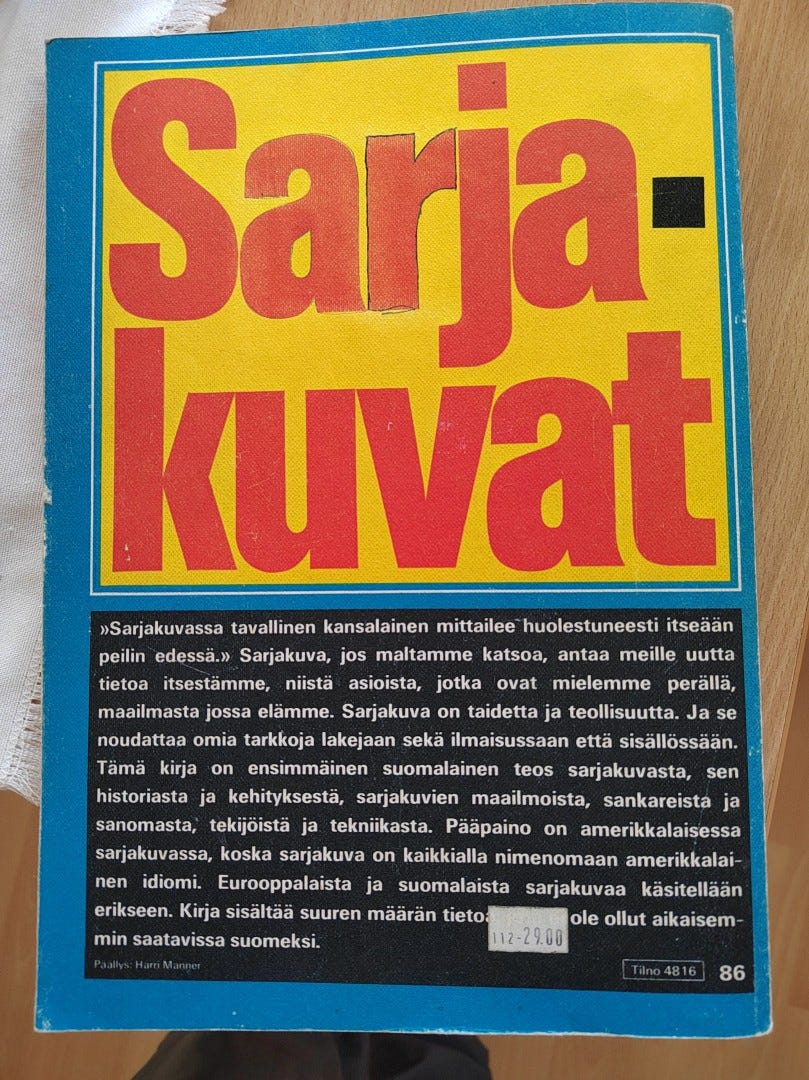 Sarja-
kuvat
»Sarjakuvassa tavallinen kansalainen mittailee huolestuneesti itseään
peilin edessä.» Sarjakuva, jos maltamme katsoa, antaa meille uutta
tietoa itsestämme, niistä asioista, jotka ovat mielemme perällä,
maailmasta jossa elämme. Sarjakuva on taidetta ja teollisuutta. Ja se
noudattaa omia tarkkoja lakejaan sekä ilmaisussaan että sisällössään.
Tämä kirja on ensimmäinen suomalainen teos sarjakuvasta, sen
historiasta ja kehityksestä, sarjakuvien maailmoista, sankareista ja
sanomasta, tekijöistä ja tekniikasta. Pääpaino on amerikkalaisessa
sarjakuvassa, koska sarjakuva on kaikkialla nimenomaan amerikkalai-
nen idiomi. Eurooppalaista ja suomalaista sarjakuvaa käsitellään
erikseen. Kirja sisältää suuren määrän tietoa ole ollut aikaisem-
112-29.00
min saatavissa suomeksi.
Päällys: Harri Manner
Tilno 4816 86